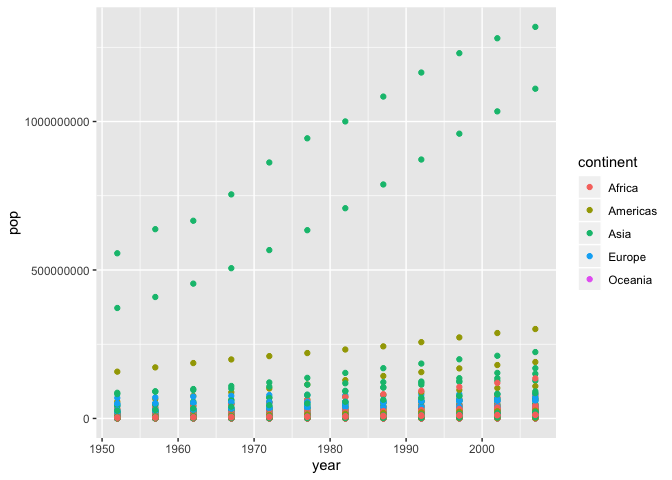 1000000000
500000000
0
pop
1950
1960
1970
1980
1990
2000
year
continent
Africa
Americas
Asia
Europe
Oceania